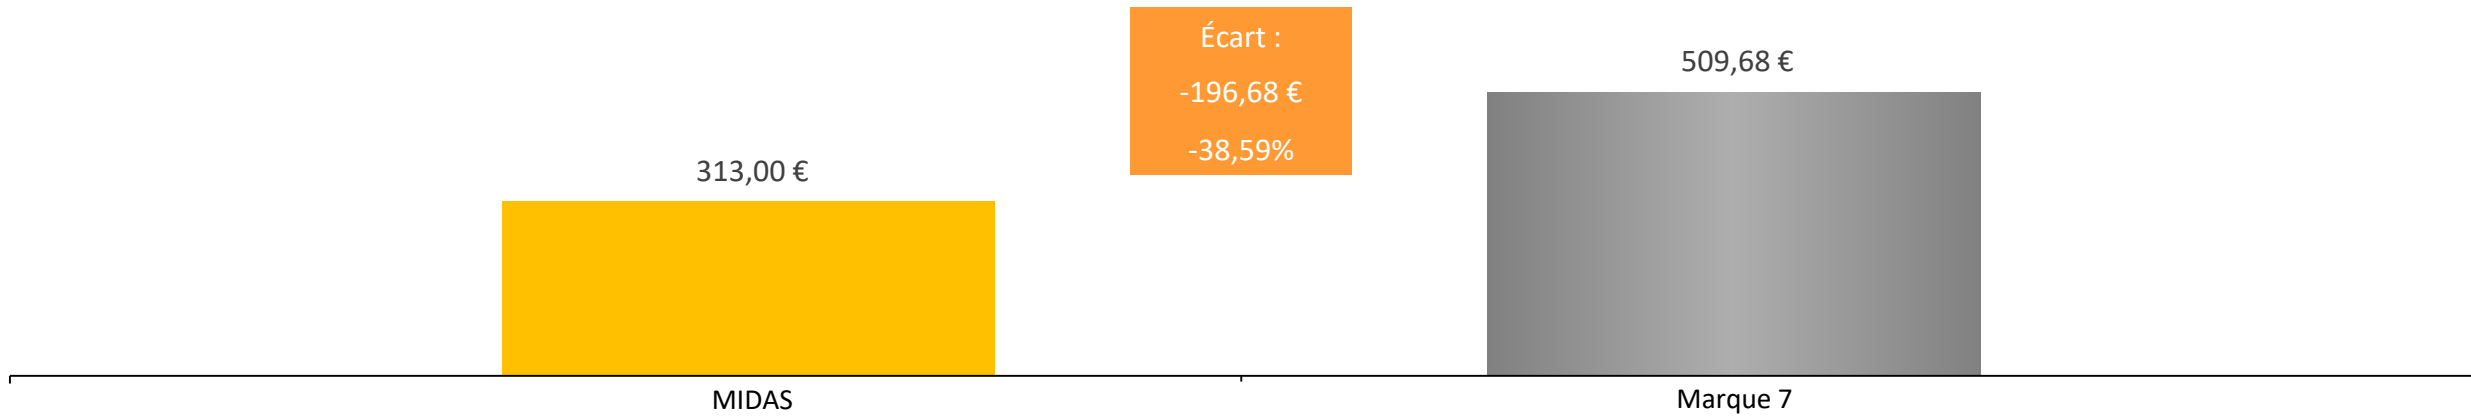 Écart :
-196,68 €
-38,59%
509,68 €
313,00 €
MIDAS
Marque 7